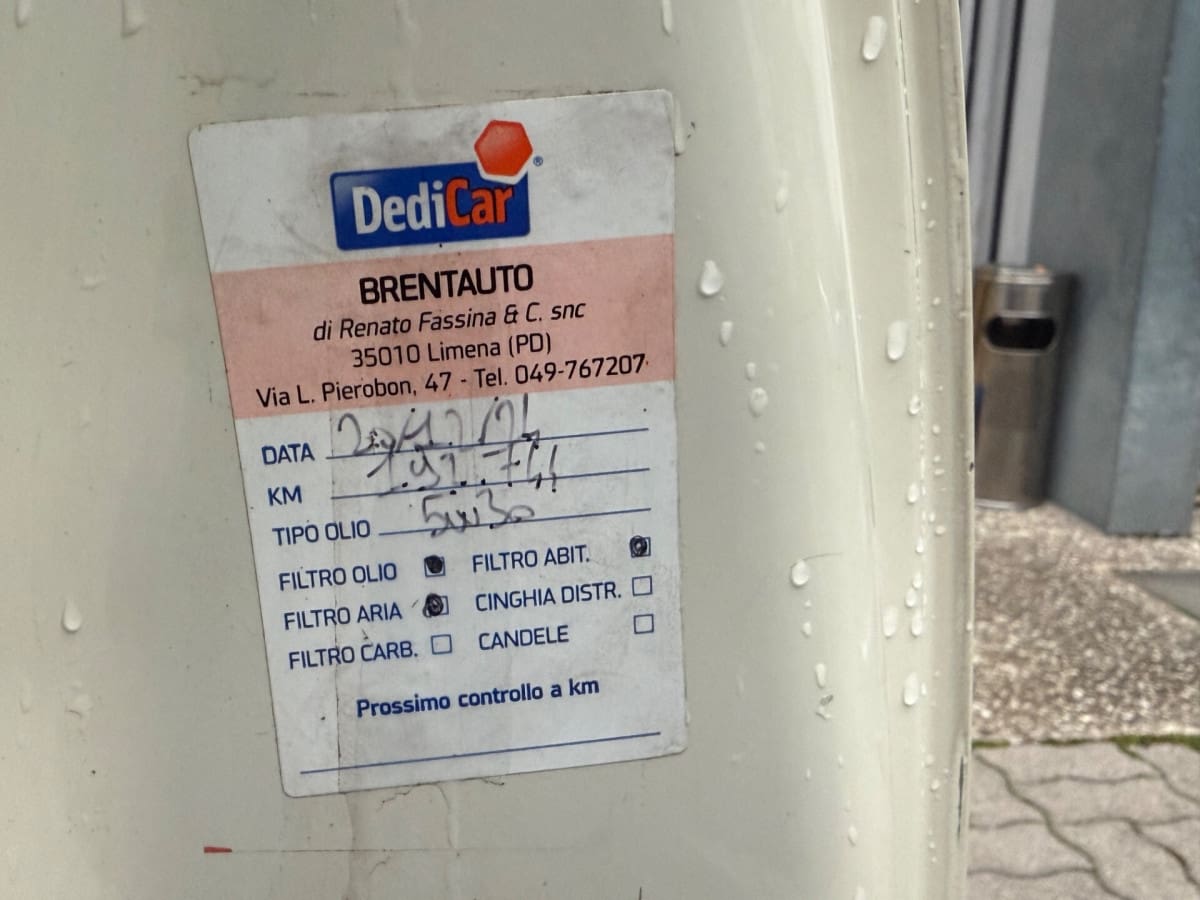 DediCar®
BRENTAUTO
di Renato Fassina & C. snc
35010 Limena (PD)
Via L. Pierobon, 47 - Tel. 049-767207
DATA
KM
TIPO OLIO 5W30
FILTRO OLIO FILTRO ABIT.
FILTRO ARIA CINGHIA DISTR.
FILTRO CARB. CANDELE
Prossimo controllo a km